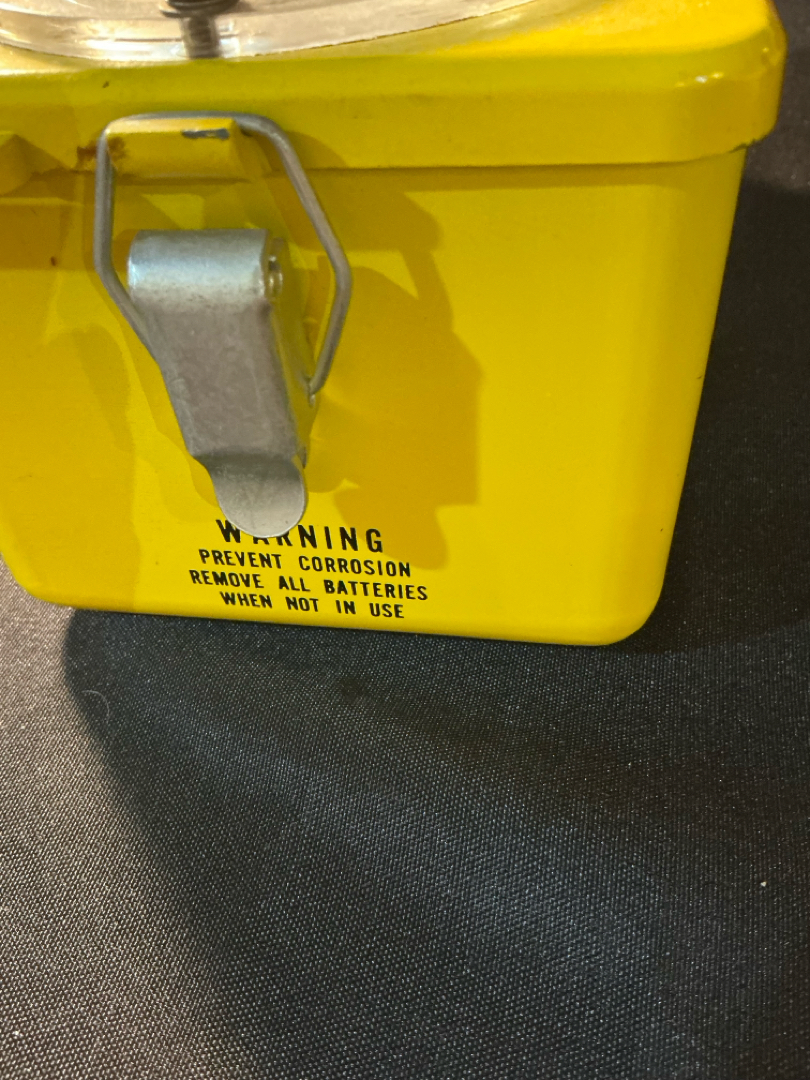 WARNING
PREVENT CORROSION
REMOVE ALL BATTERIES
WHEN NOT IN USE